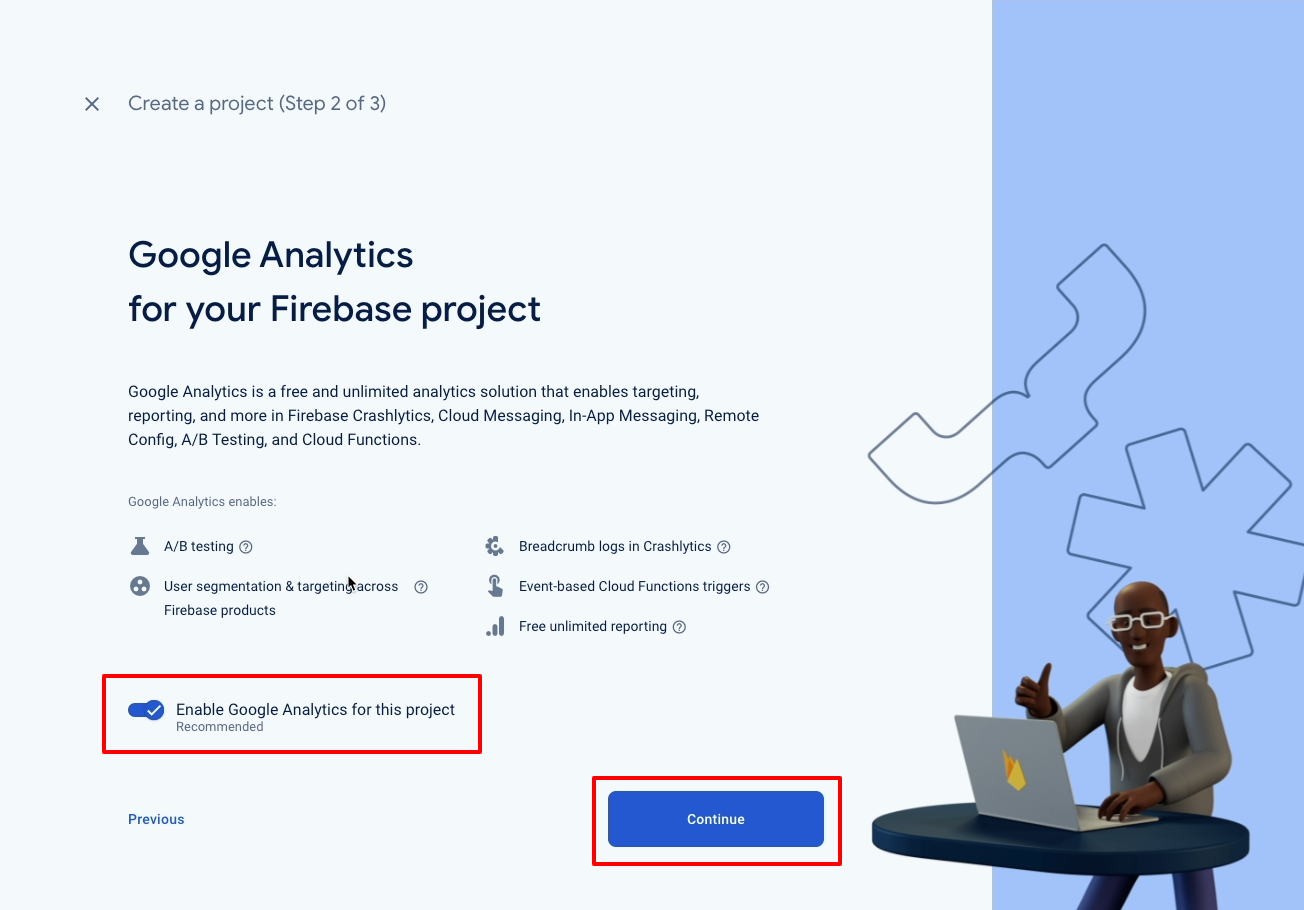 Create a project (Step 2 of 3)
Google Analytics
for your Firebase project
Google Analytics is a free and unlimited analytics solution that enables targeting,
reporting, and more in Firebase Crashlytics, Cloud Messaging, In-App Messaging, Remote
Config, A/B Testing, and Cloud Functions.
Google Analytics enables:
A/B testing
User segmentation & targeting across
Firebase products
Breadcrumb logs in Crashlytics
Event-based Cloud Functions triggers
Free unlimited reporting
Enable Google Analytics for this project
Recommended
Previous
Continue